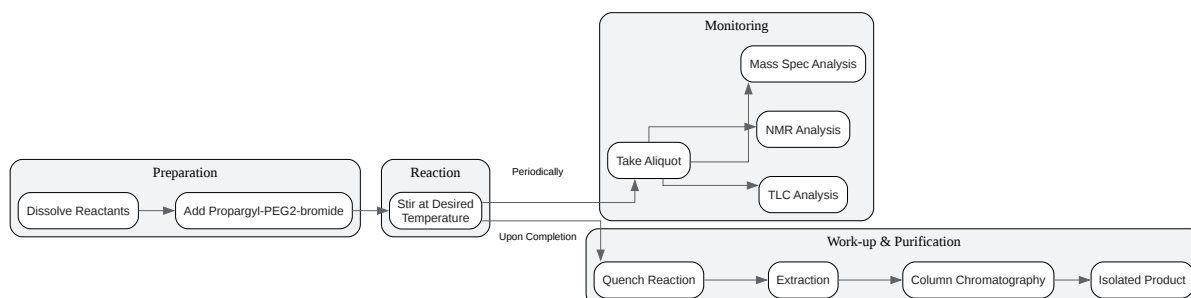 Monitoring
Mass Spec Analysis
NMR Analysis
Take Aliquot
TLC Analysis
Preparation
Dissolve Reactants
Add Propargyl-PEG2-bromide
Reaction
Stir at Desired
Temperature
Periodically
Upon Completion
Work-up & Purification
Quench Reaction
Extraction
Column Chromatography
Isolated Product